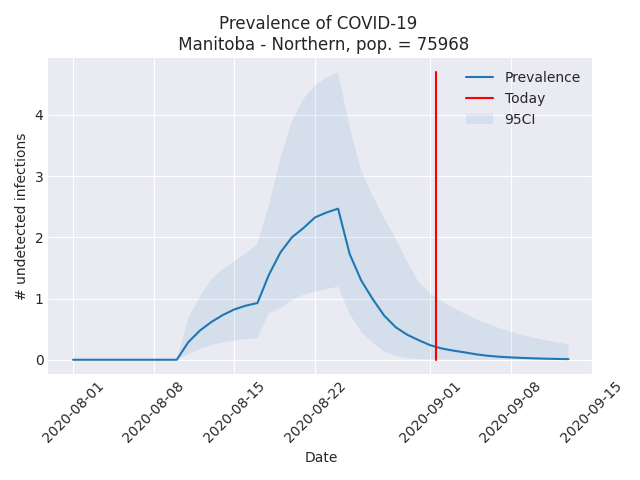 Prevalence of COVID-19
Manitoba - Northern, pop. = 75968
Prevalence
Today
95CI
# undetected infections
4
3
2
1
0
2020-08-01
2020-08-08
2020-08-15
2020-08-22
2020-09-01
2020-09-08
2020-09-15
Date